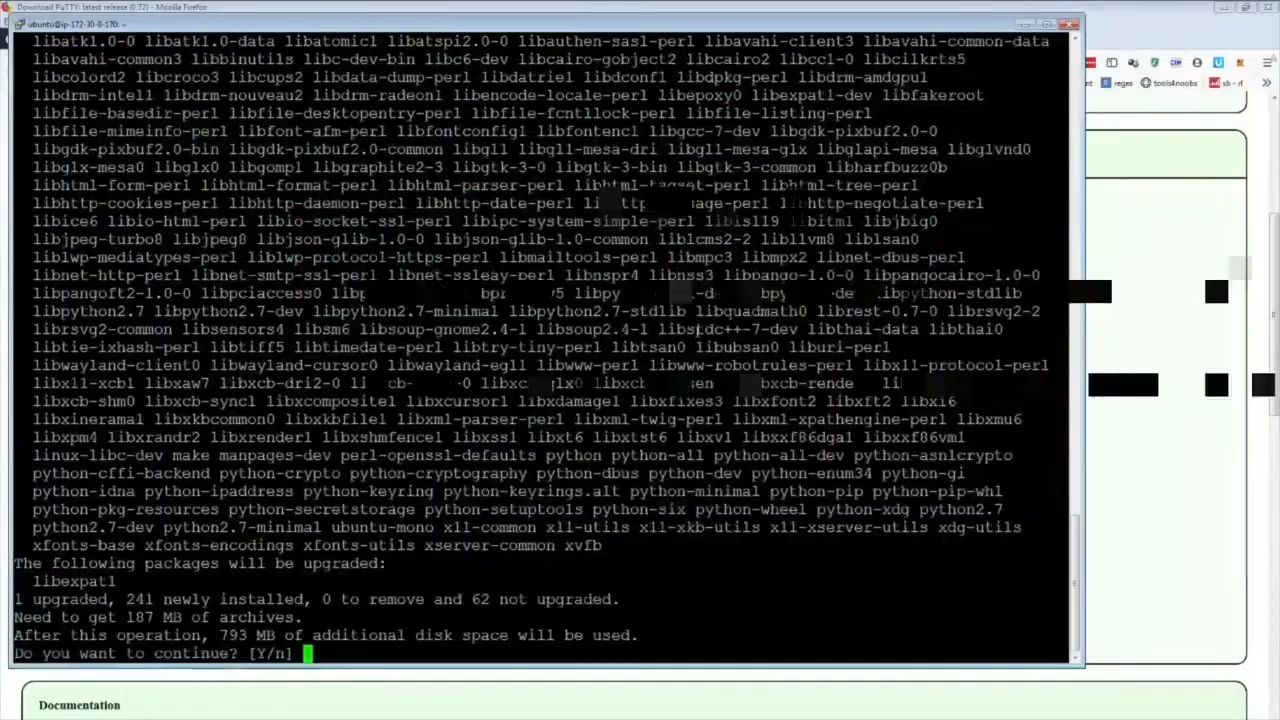 Download PuTTY: latest release (0.72) - Mozilla Firefox
ubuntu@ip-172-30-0-170: ~
libatk1.0-0 libatk1.0-data libatomic1 libatspi2.0-0 libauthen-sasl-perl libavahi-client3 libavahi-common-data
libavahi-common3 libbinutils libc-dev-bin libc6-dev libcairo-gobject2 libcairo2 libcc1-0 libcilkrts5
libcolord2 libcroco3 libcups2 libdata-dump-perl libdatrie1 libdconf1 libdpkg-perl libdrm-amdgpu1
libdrm-intel1 libdrm-nouveau2 libdrm-radeon1 libencode-locale-perl libepoxy0 libexpat1-dev libfakeroot
libfile-basedir-perl libfile-desktopentry-perl libfile-fcntllock-perl libfile-listing-perl
libfile-mimeinfo-perl libfont-afm-perl libfontconfig1 libfontenc1 libgcc-7-dev libgdk-pixbuf2.0-0
libgdk-pixbuf2.0-bin libgdk-pixbuf2.0-common libgl1 libgl1-mesa-dri libgl1-mesa-glx libglapi-mesa libglvnd0
libglx-mesa0 libglx0 libgomp1 libgraphite2-3 libgtk-3-0 libgtk-3-bin libgtk-3-common libharfbuzz0b
libhtml-form-perl libhtml-format-perl libhtml-parser-perl libhtml-tagset-perl libhtml-tree-perl
libhttp-cookies-perl libhttp-daemon-perl libhttp-date-perl libhttp-negotiate-perl
libice6 libio-html-perl libio-socket-ssl-perl libipc-system-simple-perl libisl19 libitm1 libjbig0
libjpeg-turbo8 libjpeg8 libjson-glib-1.0-0 libjson-glib-1.0-common liblcms2-2 libllvm8 liblsan0
liblwp-mediatypes-perl liblwp-protocol-https-perl libmailtools-perl libmpc3 libmpx2 libnet-dbus-perl
libnet-http-perl libnet-smtp-ssl-perl libnet-ssleay-perl libnspr4 libnss3 libpango-1.0-0 libpangocairo-1.0-0
libpangoft2-1.0-0 libpciaccess0 libpython-stdlib
libpython2.7 libpython2.7-dev libpython2.7-minimal libpython2.7-stdlib libquadmath0 librest-0.7-0 librsvg2-2
librsvg2-common libsensors4 libsm6 libsoup-gnome2.4-1 libsoup2.4-1 libstdc++-7-dev libthai-data libthai0
libtie-ixhash-perl libtiff5 libtimedate-perl libtry-tiny-perl libtsan0 libubsan0 liburi-perl
libwayland-client0 libwayland-cursor0 libwayland-egl1 libwww-perl libwww-robotrules-perl libx11-protocol-perl
libx11-xcb1 libxaw7 libxcb-dri2-0
libxcb-shm0 libxcb-sync1 libxcomposite1 libxcursor1 libxdamage1 libxfixes3 libxfont2 libxft2 libxi6
libxinerama1 libxkbcommon0 libxkbfile1 libxml-parser-perl libxml-twig-perl libxml-xpathengine-perl libxmu6
libxpm4 libxrandr2 libxrender1 libxshmfence1 libxss1 libxt6 libxtst6 libxv1 libxxf86dga1 libxxf86vm1
linux-libc-dev make manpages-dev perl-openssl-defaults python python-all python-all-dev python-asn1crypto
python-cffi-backend python-crypto python-cryptography python-dbus python-dev python-enum34 python-gi
python-idna python-ipaddress python-keyring python-keyrings.alt python-minimal python-pip python-pip-whl
python-pkg-resources python-secretstorage python-setuptools python-six python-wheel python-xdg python2.7
python2.7-dev python2.7-minimal ubuntu-mono x11-common x11-utils x11-xkb-utils x11-xserver-utils xdg-utils
xfonts-base xfonts-encodings xfonts-utils xserver-common xvfb
The following packages will be upgraded:
libexpat1
1 upgraded, 241 newly installed, 0 to remove and 62 not upgraded.
Need to get 187 MB of archives.
After this operation, 793 MB of additional disk space will be used.
Do you want to continue? [Y/n]
regex tools4noobs sb - rl
Documentation